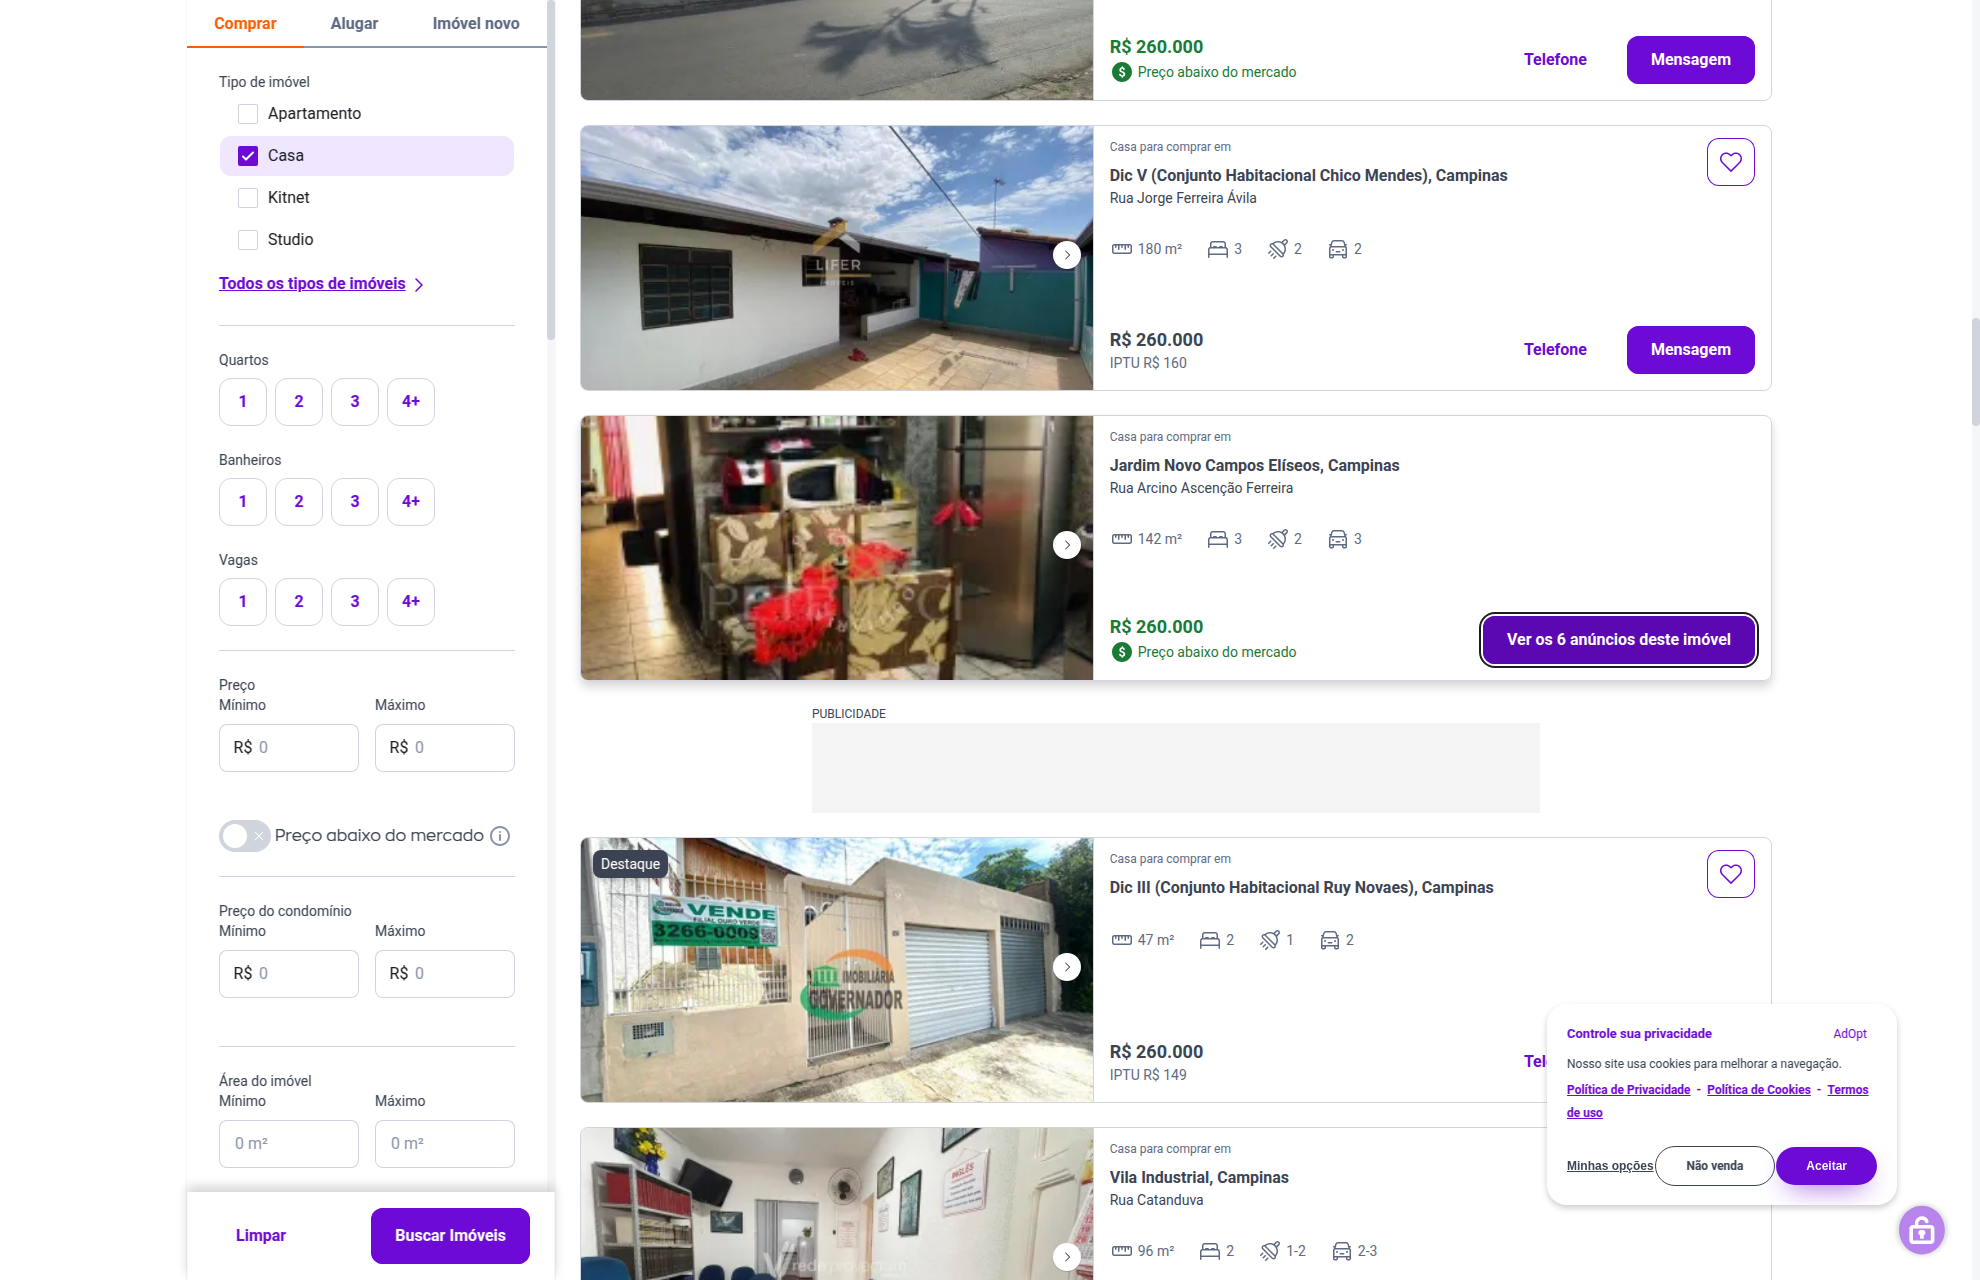 Comprar
Alugar
Imóvel novo
Tipo de imóvel
Apartamento
Casa
Kitnet
Studio
Todos os tipos de imóveis
Quartos
1
2
3
4+
Banheiros
1
2
3
4+
Vagas
1
2
3
4+
Preço
Mínimo
Máximo
R$ 0
R$ 0
Preço abaixo do mercado
Preço do condomínio
Mínimo
Máximo
R$ 0
R$ 0
Área do imóvel
Mínimo
Máximo
0 m²
0 m²
Limpar
Buscar Imóveis
R$ 260.000
Preço abaixo do mercado
Telefone
Mensagem
LIFER
Casa para comprar em
Dic V (Conjunto Habitacional Chico Mendes), Campinas
Rua Jorge Ferreira Ávila
180 m²
3
2
2
R$ 260.000
IPTU R$ 160
Telefone
Mensagem
Casa para comprar em
Jardim Novo Campos Elíseos, Campinas
Rua Arcino Ascenção Ferreira
142 m²
3
2
3
R$ 260.000
Preço abaixo do mercado
Ver os 6 anúncios deste imóvel
PUBLICIDADE
Destaque
VENDE
3266-0009
IMOBILIÁRIA
GOVERNADOR
Casa para comprar em
Dic III (Conjunto Habitacional Ruy Novaes), Campinas
47 m²
2
1
2
R$ 260.000
IPTU R$ 149
INGLÊS
Casa para comprar em
Vila Industrial, Campinas
Rua Catanduva
96 m²
2
1-2
2-3
Controle sua privacidade
AdOpt
Nosso site usa cookies para melhorar a navegação.
Política de Privacidade - Política de Cookies - Termos
de uso
Minhas opções
Não venda
Aceitar